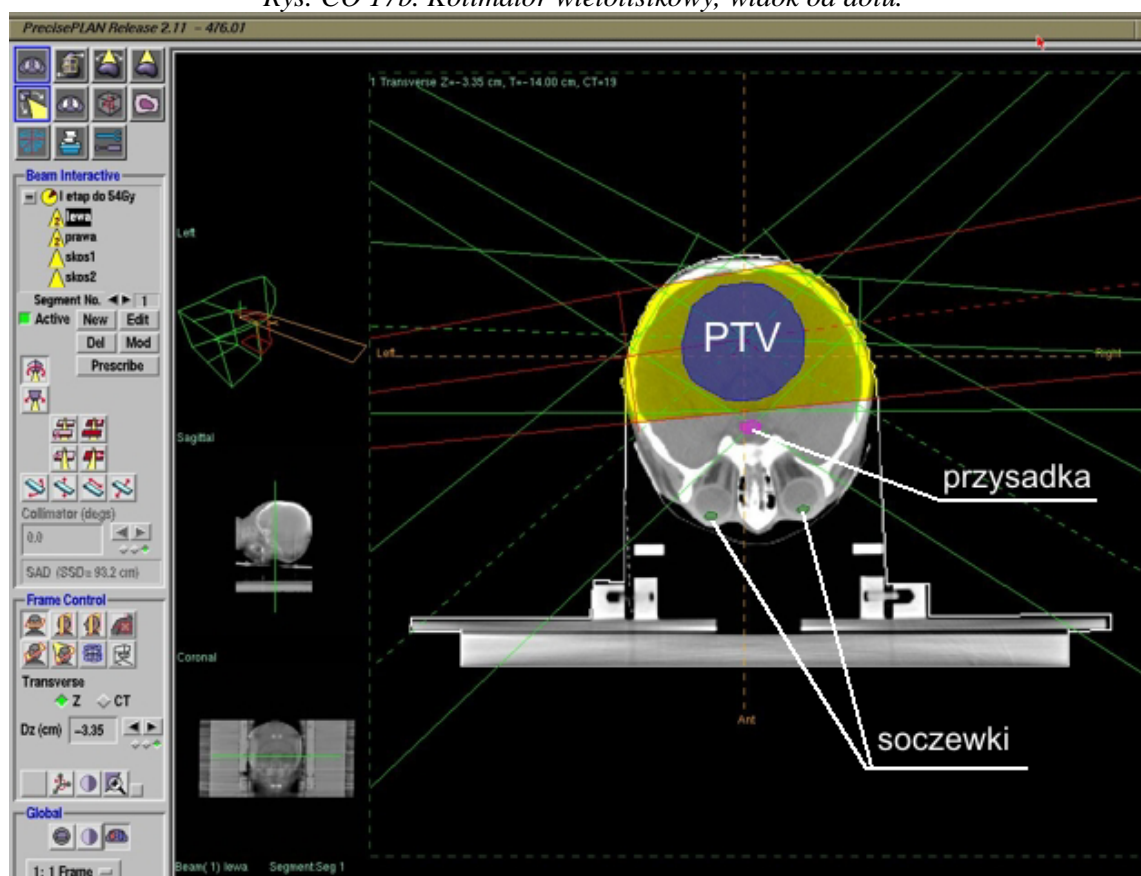 Rys. CO 17b. Kolimator wielolistkowy, widok od dołu.
PrecisePLAN Release 2.11 - 476.01
Beam Interactive
I etap do 54Gy
lewa
prawa
skos1
skos2
Segment No. 1
Active New Edit
Del Mod
Prescribe
Collimator (degs)
0.0
SAD (SSD= 93.2 cm)
Frame Control
Transverse
Z CT
Dz (cm) -3.35
Global
1: 1 Frame
Left
Sagittal
Coronal
Beam( 1) lewa Segment:Seg 1
1 Transverse Z=-3.35 cm, T=-14.00 cm, CT=19
Left
Right
PTV
przysadka
Ant
soczewki